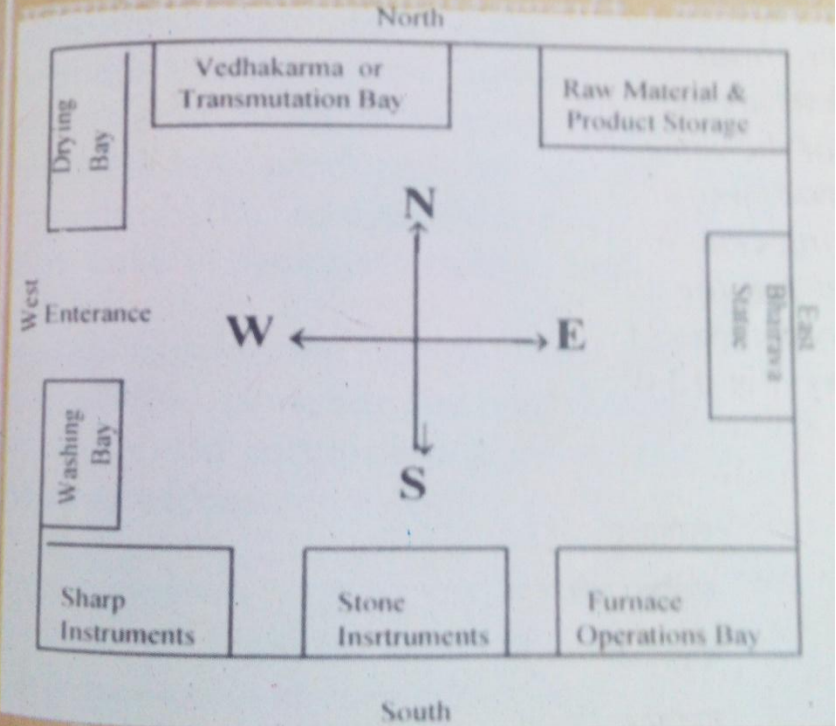 North
Vedhakarma or
Transmutation Bay
Raw Material &
Product Storage
Drying
Bay
N
West
Enterance
W
E
Bhairava
Statue
East
Washing
Bay
S
Sharp
Instruments
Stone
Insrtruments
Furnace
Operations Bay
South